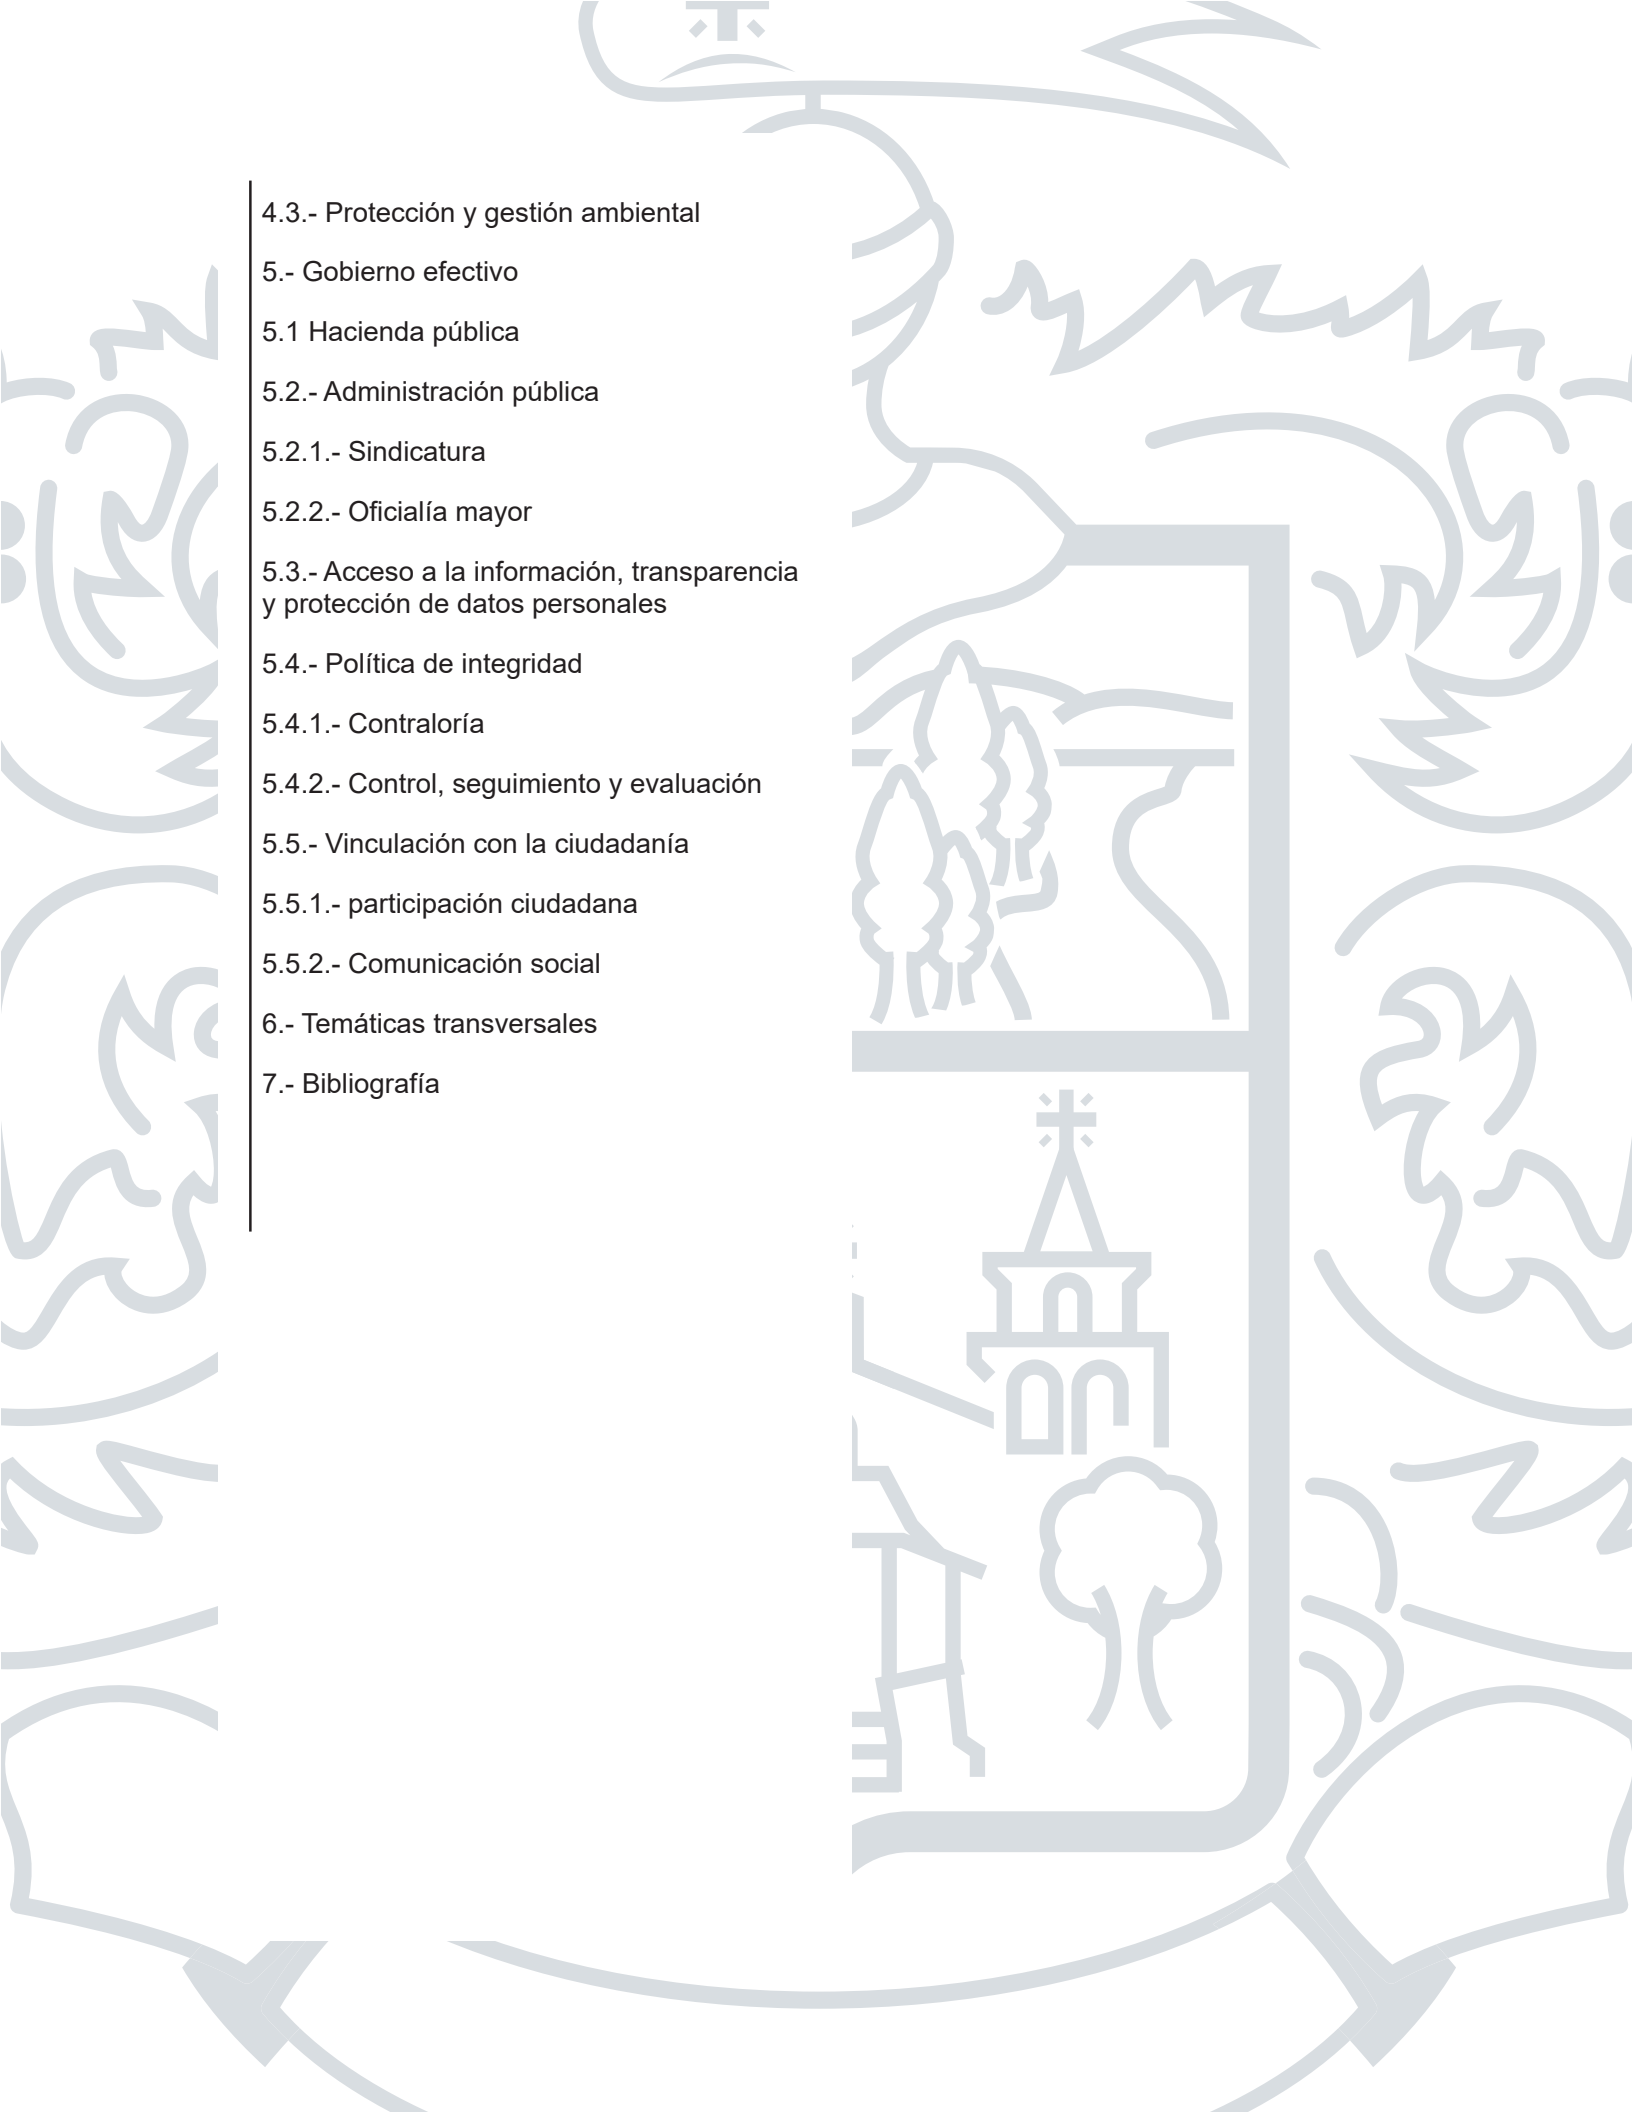 4.3.- Protección y gestión ambiental
5.- Gobierno efectivo
5.1 Hacienda pública
5.2.- Administración pública
5.2.1.- Sindicatura
5.2.2.- Oficialía mayor
5.3.- Acceso a la información, transparencia
y protección de datos personales
5.4.- Política de integridad
5.4.1.- Contraloría
5.4.2.- Control, seguimiento y evaluación
5.5.- Vinculación con la ciudadanía
5.5.1.- participación ciudadana
5.5.2.- Comunicación social
6.- Temáticas transversales
7.- Bibliografía